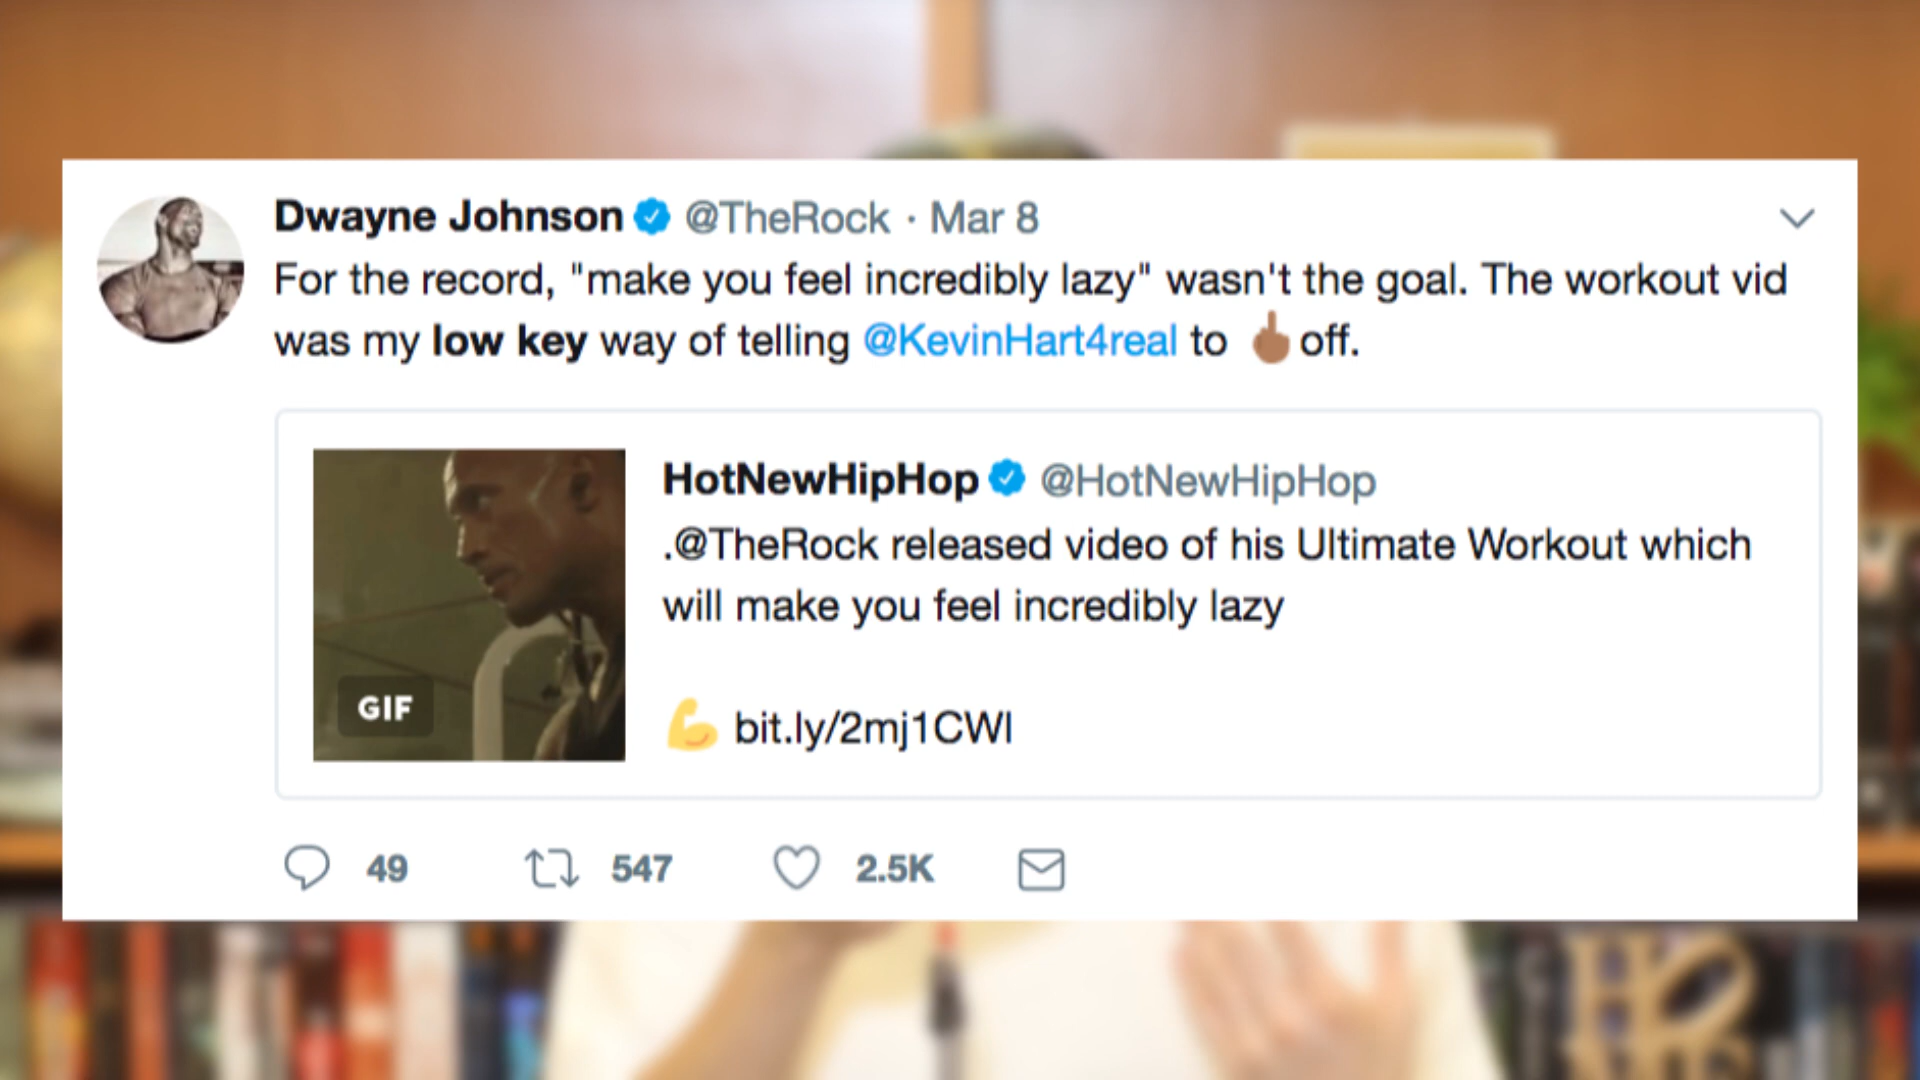 Dwayne Johnson @TheRock · Mar 8
For the record, "make you feel incredibly lazy" wasn't the goal. The workout vid
was my low key way of telling @KevinHart4real to 🖕🏾off.
HotNewHipHop @HotNewHipHop
.@TheRock released video of his Ultimate Workout which
will make you feel incredibly lazy
GIF
💪 bit.ly/2mj1CWl
49 547 2.5K